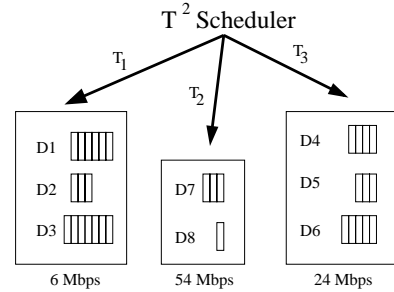 T² Scheduler
T₁
T₂
T₃
D1
D2
D3
6 Mbps
D7
D8
54 Mbps
D4
D5
D6
24 Mbps